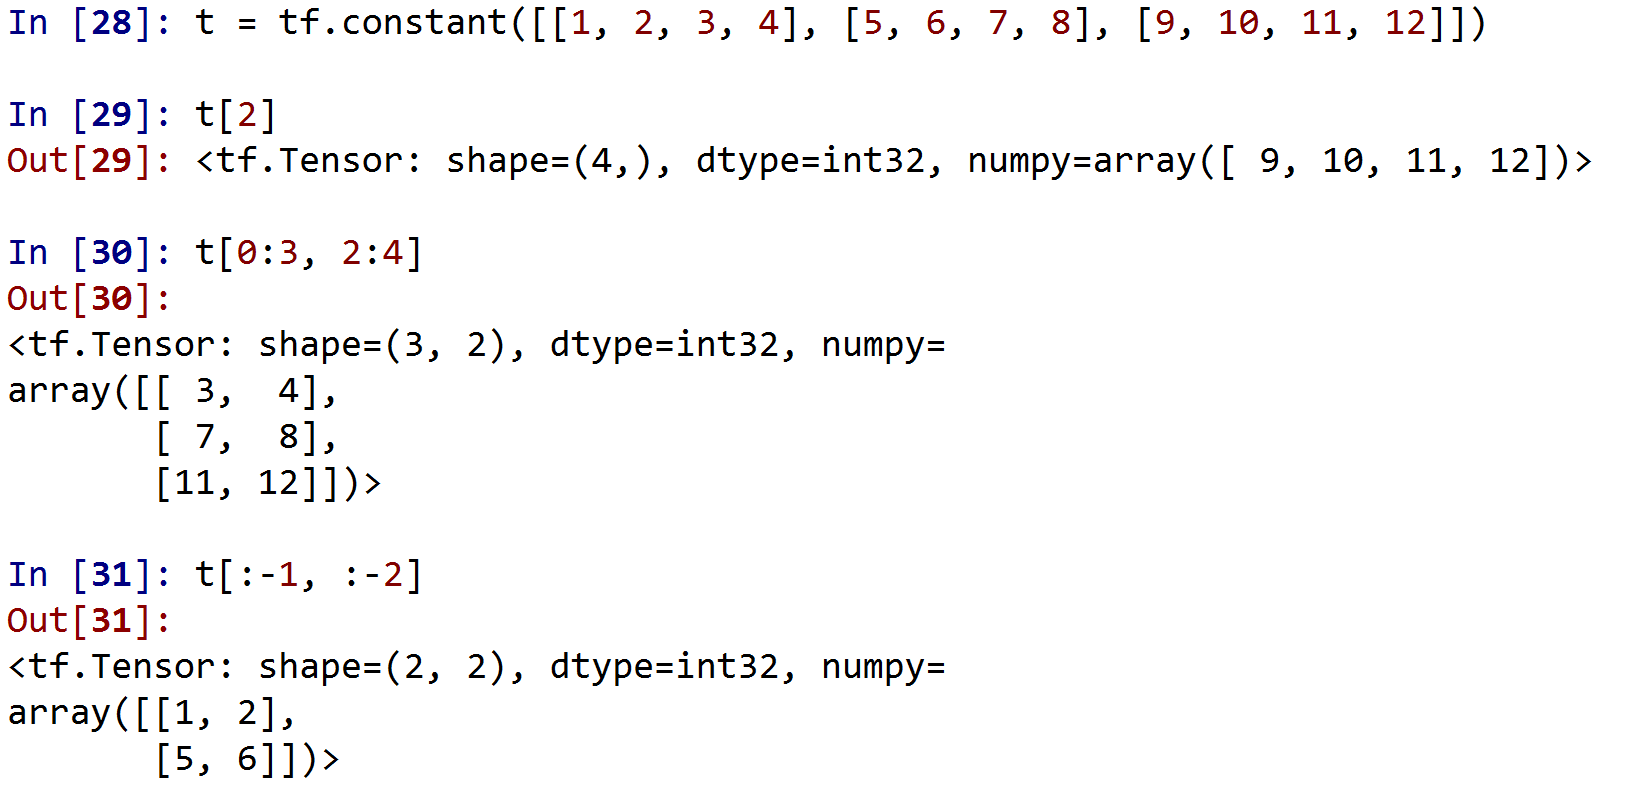 In [28]: t = tf.constant([[1, 2, 3, 4], [5, 6, 7, 8], [9, 10, 11, 12]])
In [29]: t[2]
Out[29]: <tf.Tensor: shape=(4,), dtype=int32, numpy=array([ 9, 10, 11, 12])>
In [30]: t[0:3, 2:4]
Out[30]:
<tf.Tensor: shape=(3, 2), dtype=int32, numpy=
array([[ 3,  4],
       [ 7,  8],
       [11, 12]])>
In [31]: t[:-1, :-2]
Out[31]:
<tf.Tensor: shape=(2, 2), dtype=int32, numpy=
array([[1, 2],
       [5, 6]])>